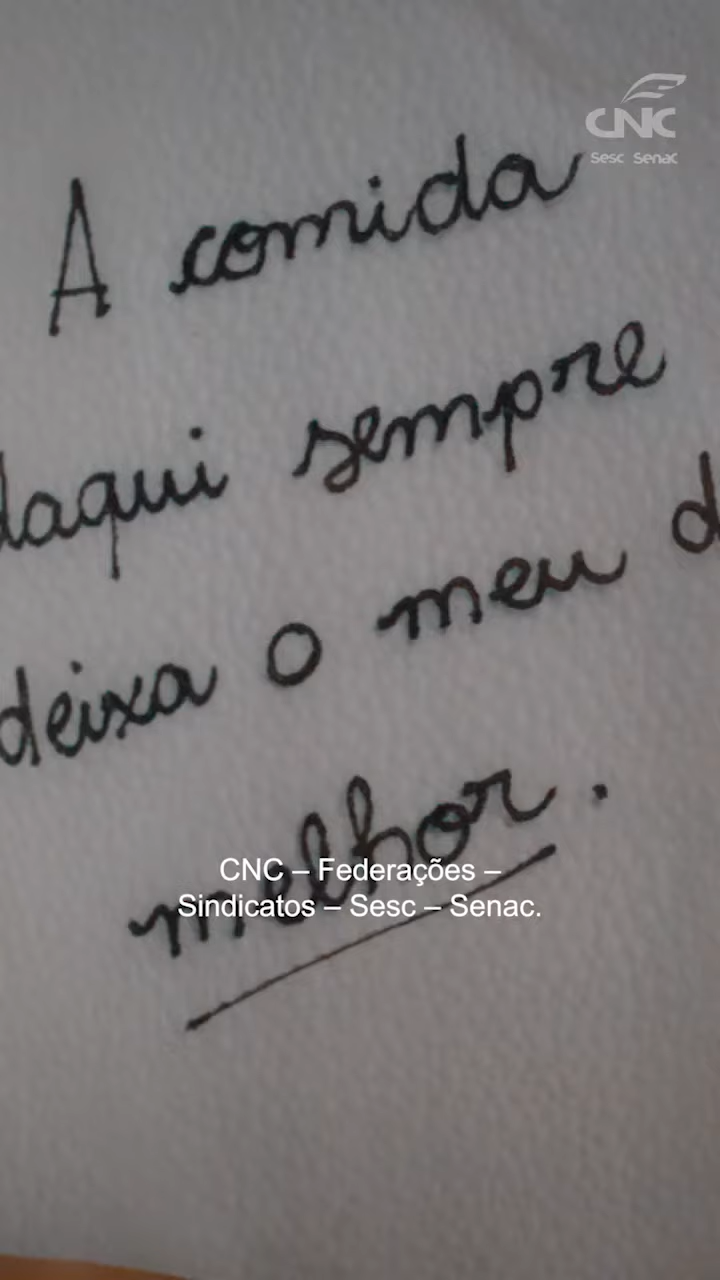 CNC
Sesc Senac
A comida
daqui sempre
deixa o meu d
melhor.
CNC – Federações –
Sindicatos – Sesc – Senac.